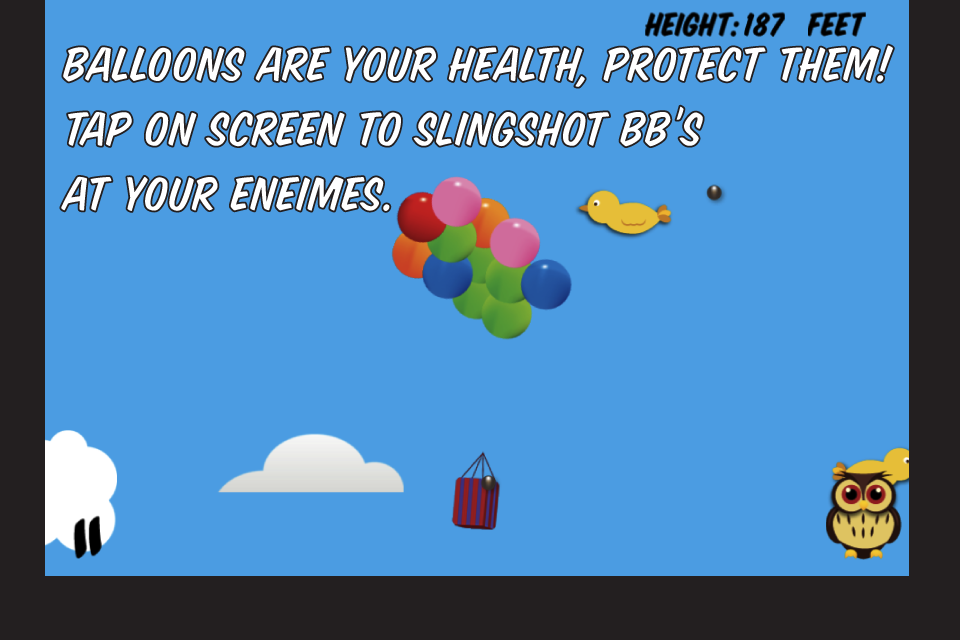 HEIGHT: 187 FEET
BALLOONS ARE YOUR HEALTH, PROTECT THEM!
TAP ON SCREEN TO SLINGSHOT BB'S
AT YOUR ENEIMES.